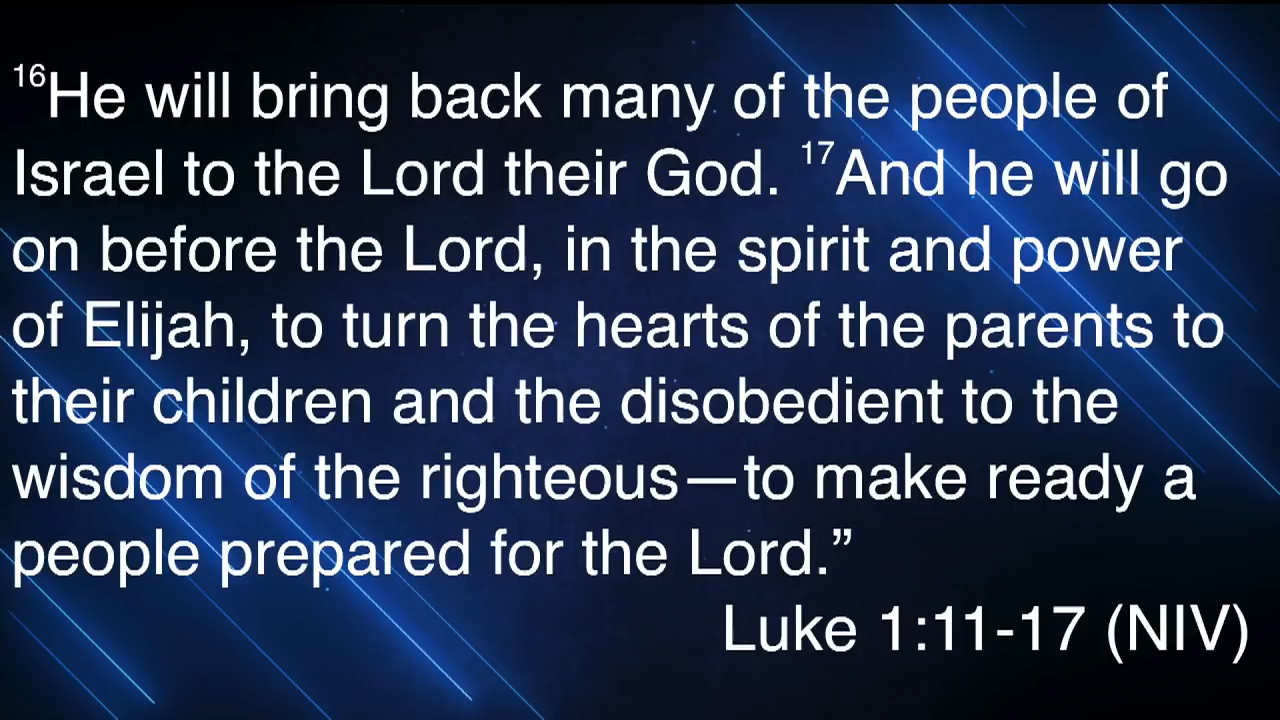 16He will bring back many of the people of
Israel to the Lord their God. 17And he will go
on before the Lord, in the spirit and power
of Elijah, to turn the hearts of the parents to
their children and the disobedient to the
wisdom of the righteous—to make ready a
people prepared for the Lord.”
Luke 1:11-17 (NIV)